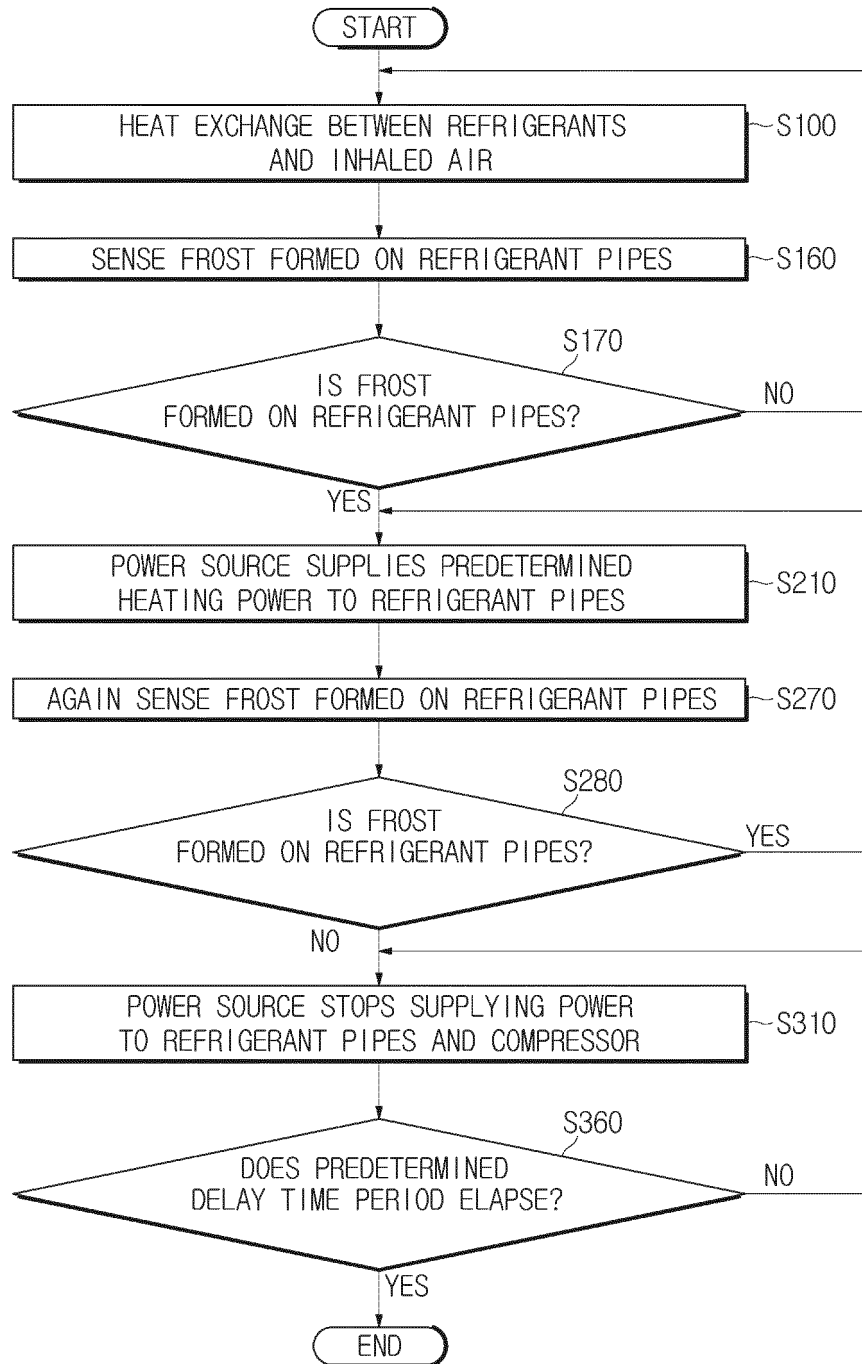 START
HEAT EXCHANGE BETWEEN REFRIGERANTS
AND INHALED AIR
S100
SENSE FROST FORMED ON REFRIGERANT PIPES
S160
S170
IS FROST
FORMED ON REFRIGERANT PIPES?
NO
YES
POWER SOURCE SUPPLIES PREDETERMINED
HEATING POWER TO REFRIGERANT PIPES
S210
AGAIN SENSE FROST FORMED ON REFRIGERANT PIPES
S270
S280
IS FROST
FORMED ON REFRIGERANT PIPES?
YES
NO
POWER SOURCE STOPS SUPPLYING POWER
TO REFRIGERANT PIPES AND COMPRESSOR
S310
S360
DOES PREDETERMINED
DELAY TIME PERIOD ELAPSE?
NO
YES
END